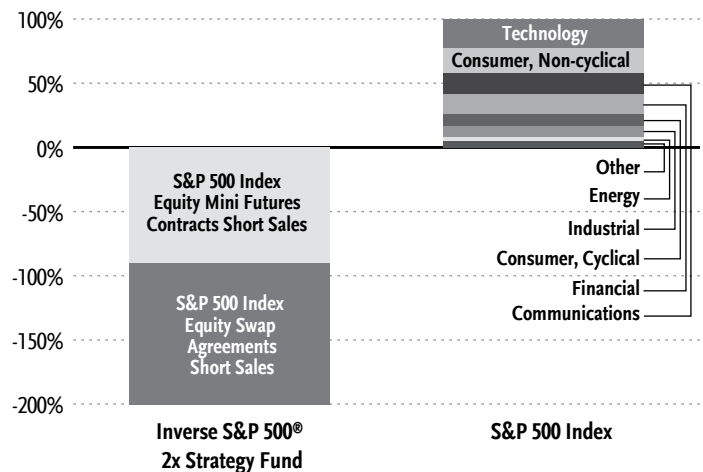 100%
50%
0%
-50%
-100%
-150%
-200%
S&P 500 Index
Equity Mini Futures
Contracts Short Sales
S&P 500 Index
Equity Swap
Agreements
Short Sales
Technology
Consumer, Non-cyclical
Other
Energy
Industrial
Consumer, Cyclical
Financial
Communications
Inverse S&P 500®
2x Strategy Fund
S&P 500 Index